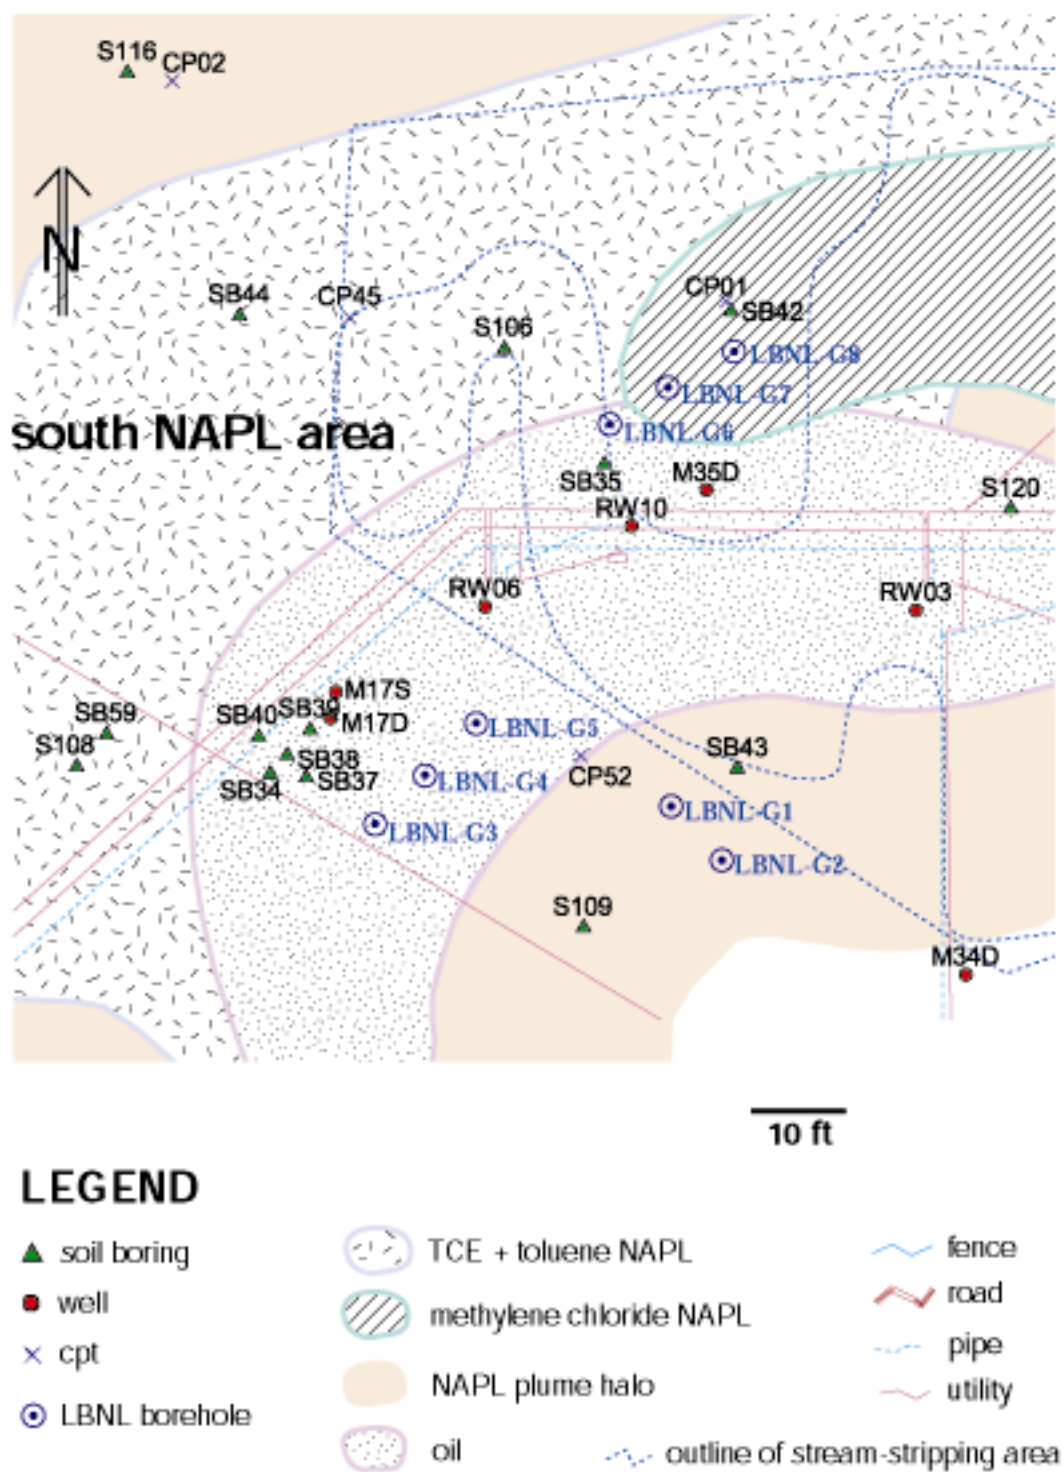 S116
CP02
N
SB44
CP45
CP01
SB42
S106
LBNL-G8
LBNL-G7
south NAPL area
LBNL-G6
SB35
M35D
S120
RW10
RW06
RW03
M17S
SB59
SB40
SB39
M17D
LBNL-G5
S108
SB38
SB43
SB34
SB37
LBNL-G4
CP52
LBNL-G3
LBNL-G1
LBNL-G2
S109
M34D
10 ft
LEGEND
soil boring
well
cpt
LBNL borehole
TCE + toluene NAPL
methylene chloride NAPL
NAPL plume halo
oil
fence
road
pipe
utility
outline of stream-stripping area